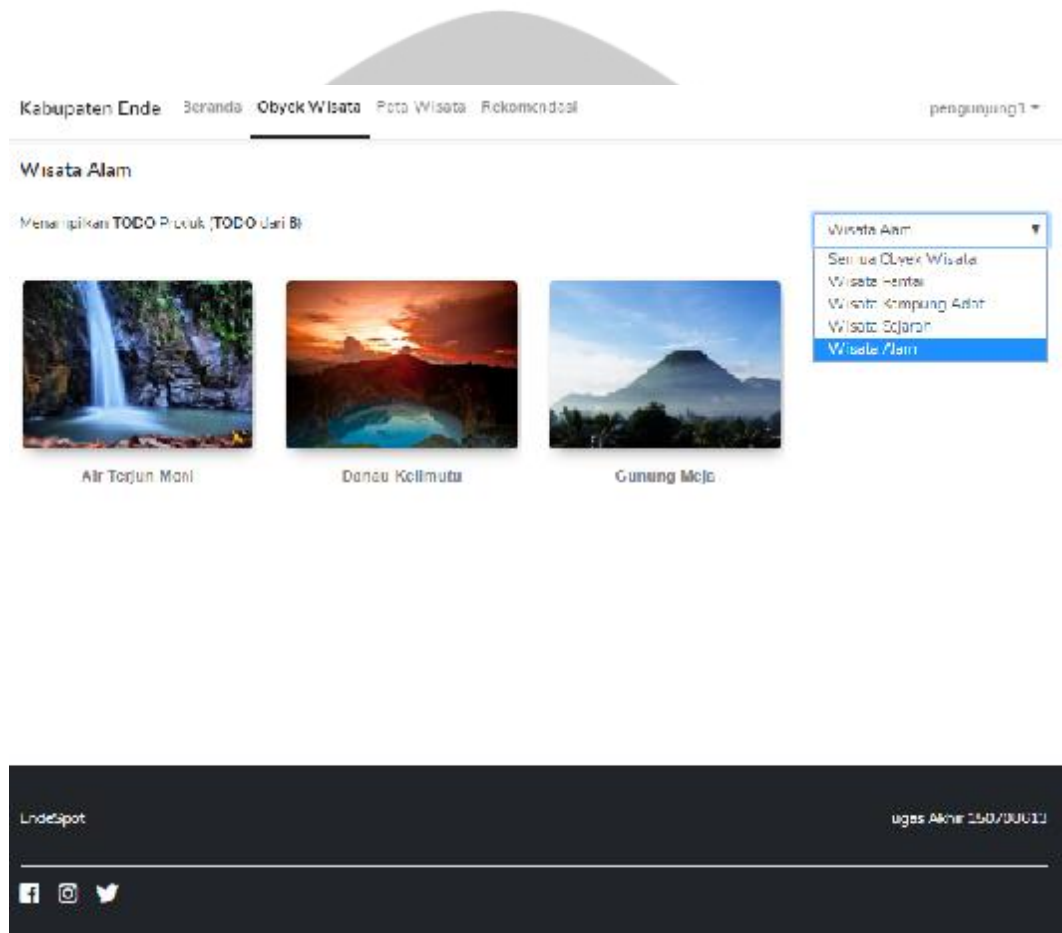 Kabupaten Ende Beranda Obyek Wisata Peta Wisata Rekomendasi pengunjung1
Wisata Alam
Menampilkan TODO Produk (TODO dari 8)
Wisata Alam
Semua Obyek Wisata
Wisata Pantai
Wisata Kampung Adat
Wisata Sejarah
Wisata Alam
Air Terjun Moni Danau Kelimutu Gunung Meja
EndeSpot
Akhir